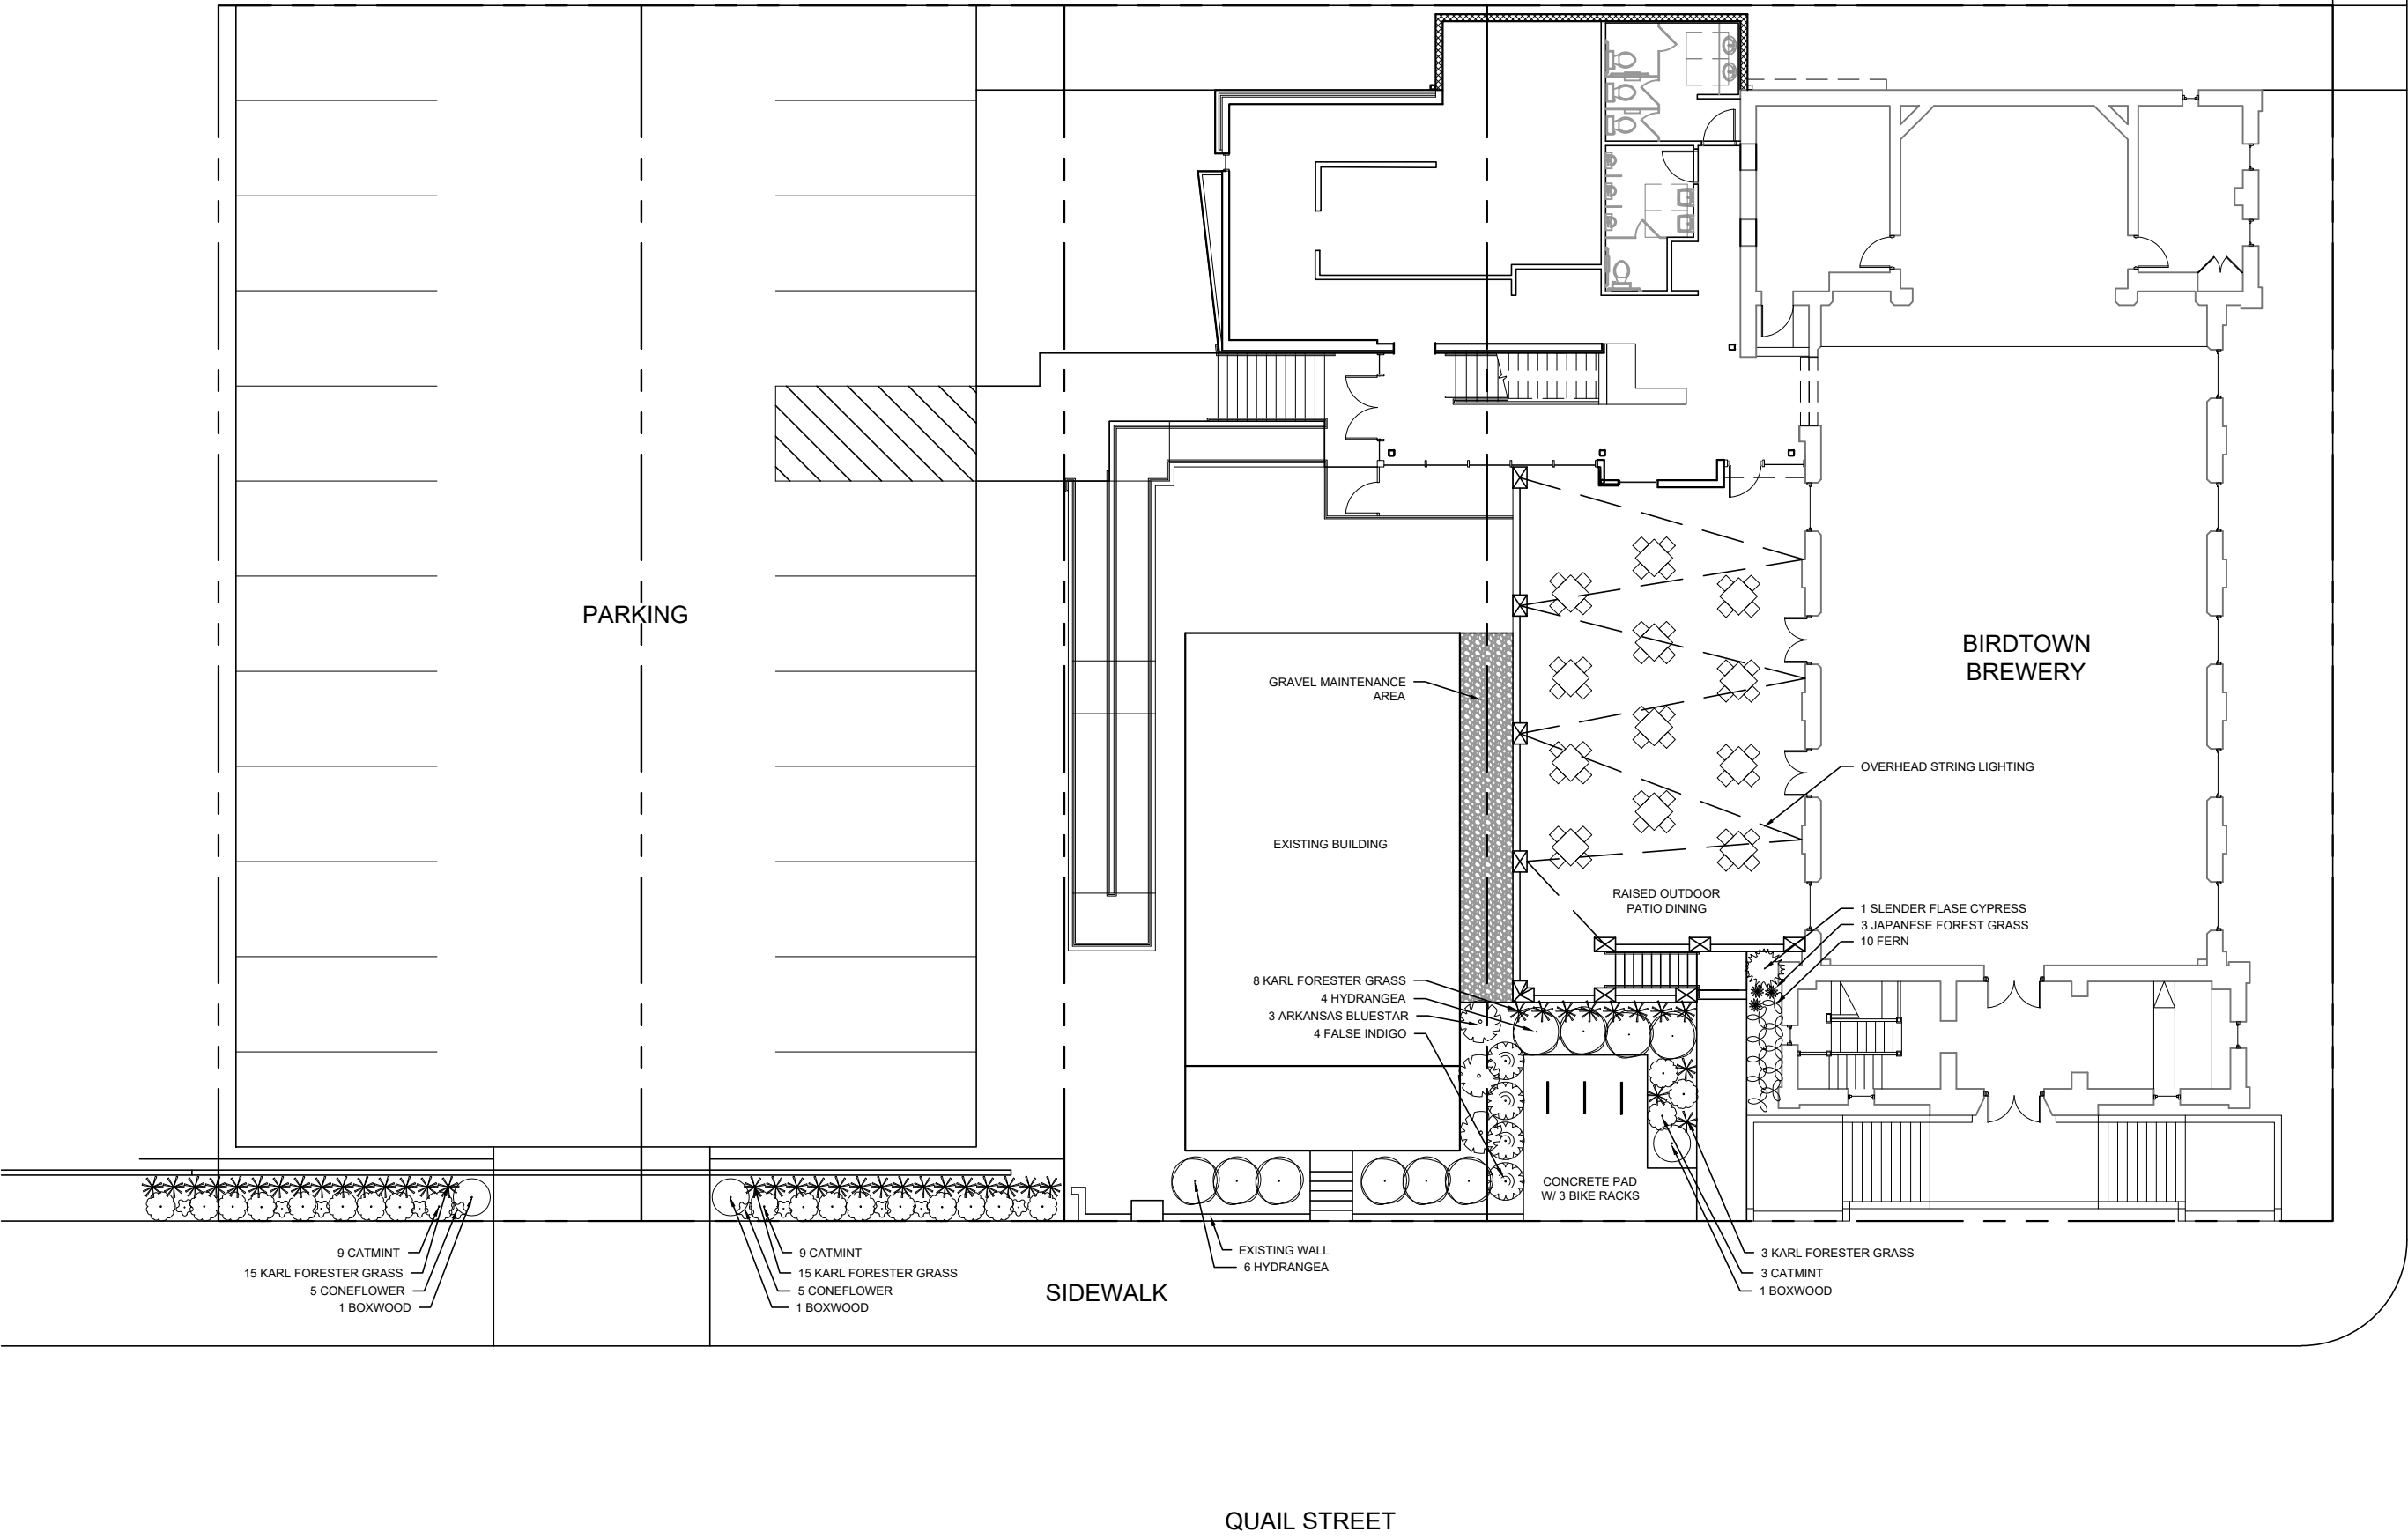 PARKING
BIRDTOWN
BREWERY
GRAVEL MAINTENANCE
AREA
OVERHEAD STRING LIGHTING
EXISTING BUILDING
RAISED OUTDOOR
PATIO DINING
1 SLENDER FLASE CYPRESS
3 JAPANESE FOREST GRASS
10 FERN
8 KARL FORESTER GRASS
4 HYDRANGEA
3 ARKANSAS BLUESTAR
4 FALSE INDIGO
CONCRETE PAD
W/ 3 BIKE RACKS
9 CATMINT
15 KARL FORESTER GRASS
5 CONEFLOWER
1 BOXWOOD
9 CATMINT
15 KARL FORESTER GRASS
5 CONEFLOWER
1 BOXWOOD
EXISTING WALL
6 HYDRANGEA
3 KARL FORESTER GRASS
3 CATMINT
1 BOXWOOD
SIDEWALK
QUAIL STREET